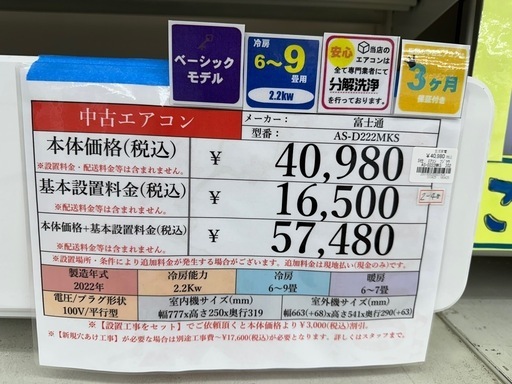 ベーシック
モデル
冷房
6~9畳用
2.2kw
安心
当店の
エアコンは
全て専門業者にて
分解洗浄
を行っております。
3ヶ月
保証付き
中古エアコン
メーカー: 富士通
型番: AS-D222MKS
本体価格(税込) ¥ 40,980
※設置料金・配送料等は含まれません。
基本設置料金(税込) ¥ 16,500
※配送料金等は含まれません。
本体価格+基本設置料金(税込) ¥ 57,480
※設置場所・条件により追加料金が発生する場合がございます。追加料金は現地払い(現金のみ)です。
製造年式 冷房能力 冷房 暖房
2022年 2.2Kw 6~9畳 6~7畳
電圧/プラグ形状 室内機サイズ(mm) 室外機サイズ(mm)
100V/平行型 幅777x高さ250x奥行319 幅663(+68)x高さ541x奥行290(+63)
※【設置工事をセット】でご依頼頂くと本体価格より¥3,000(税込)割引。
※【新規穴あけ工事】が必要な場合は別途工事費~¥17,600(税込)が必要となります。詳しくはスタッフまで。
¥40,980